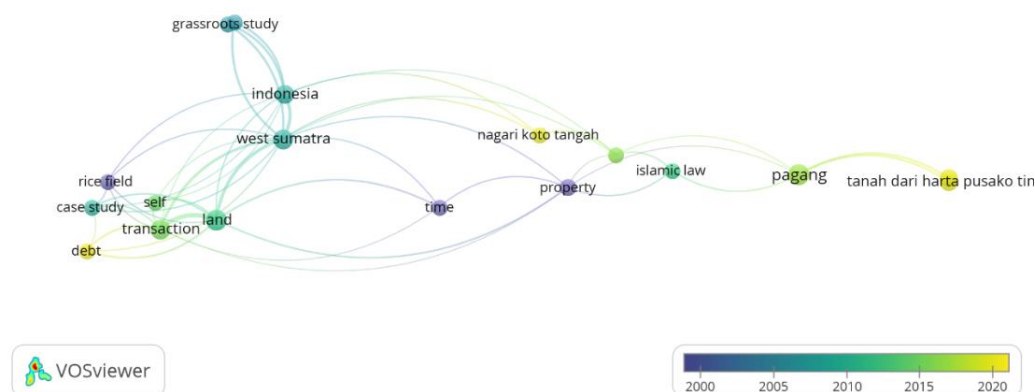 grassroots study
indonesia
west sumatra
nagari koto tangah
rice field
islamic law
pagang
tanah dari harta pusako tin
self
property
case study
time
land
transaction
debt
VOSviewer
2000 2005 2010 2015 2020